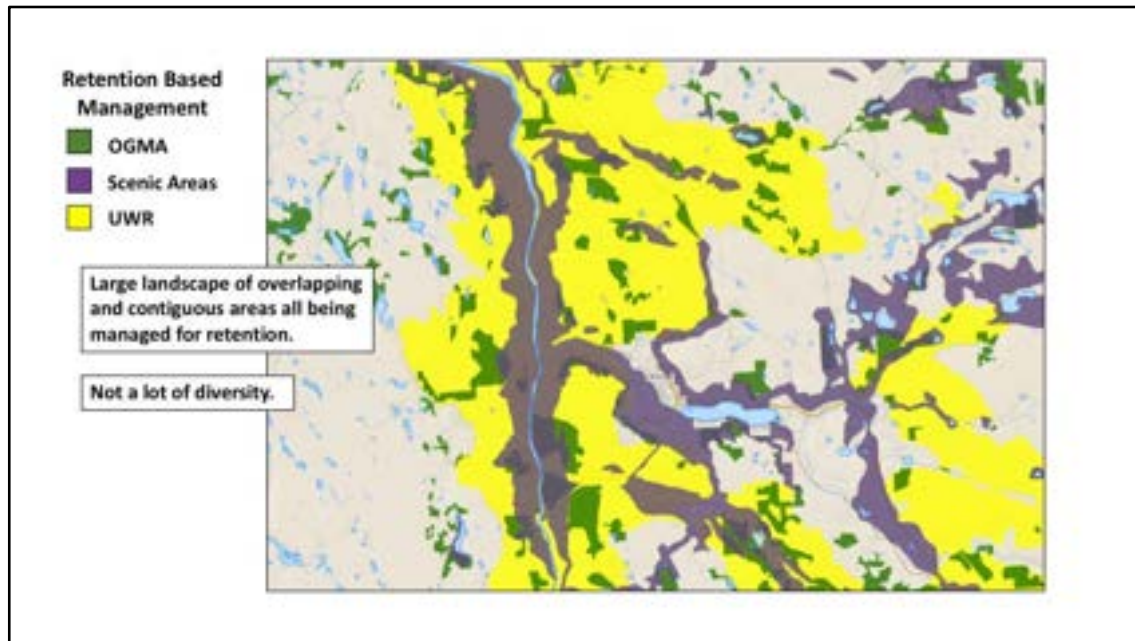 Retention Based
Management
OGMA
Scenic Areas
UWR
Large landscape of overlapping
and contiguous areas all being
managed for retention.
Not a lot of diversity.